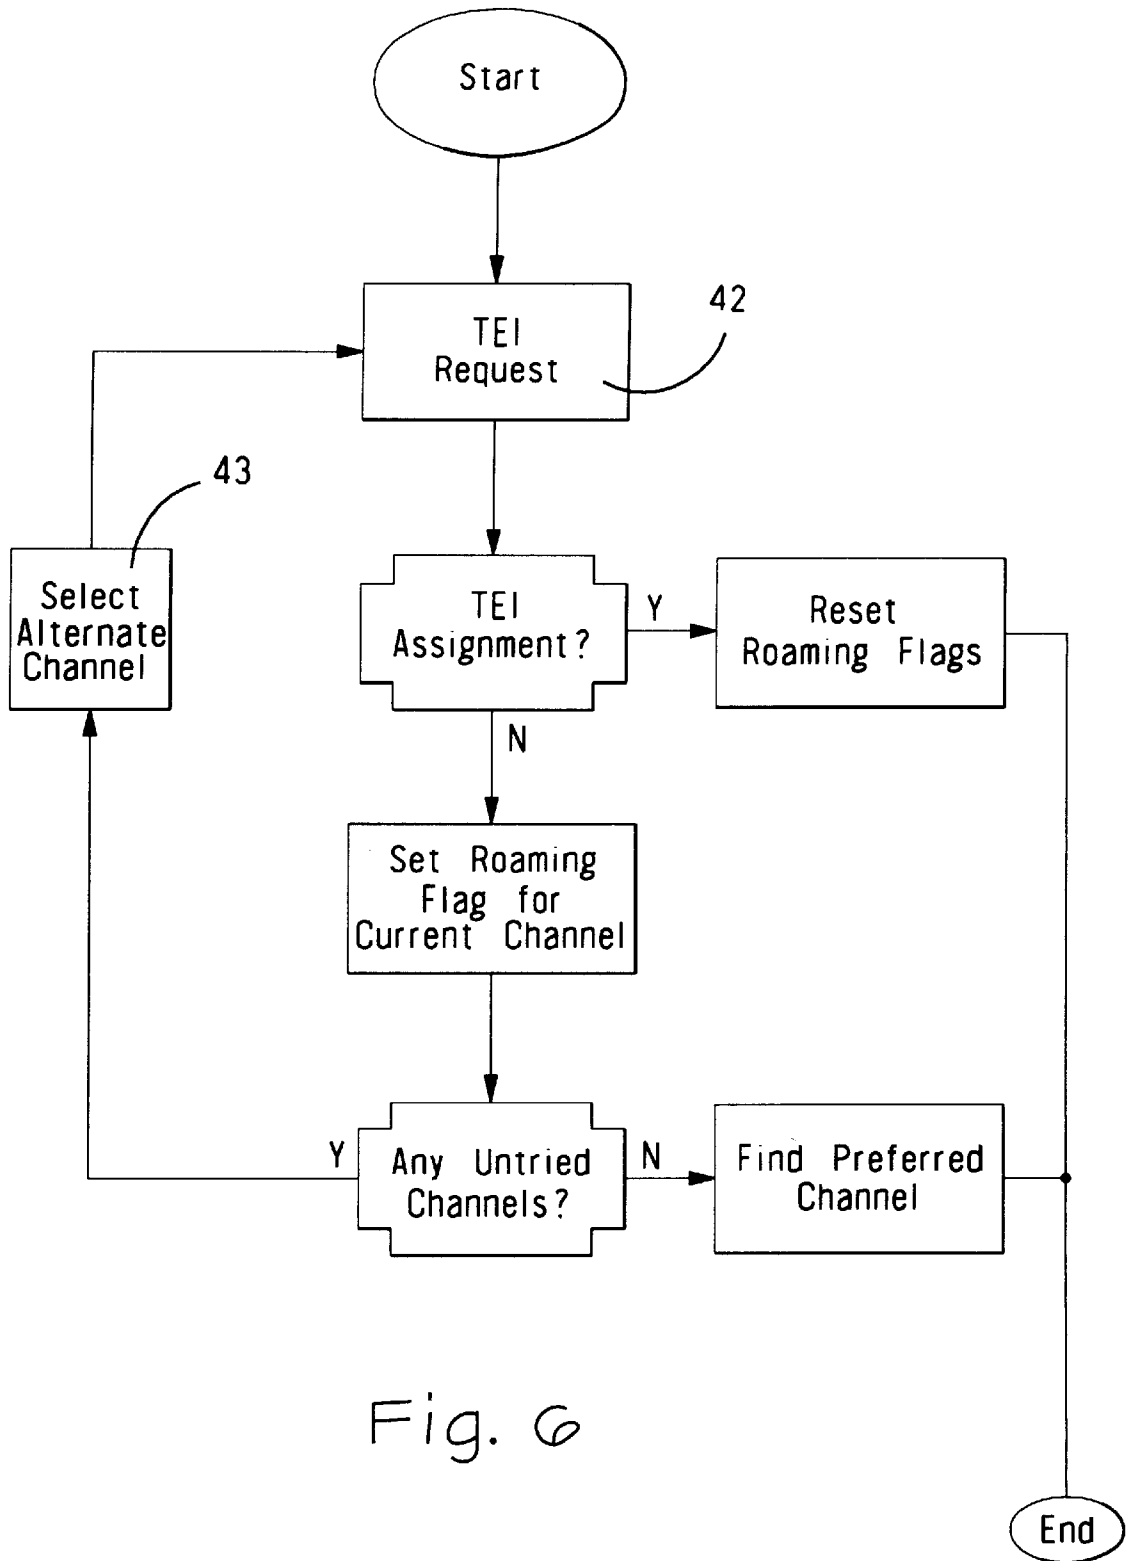 Start
TEI
Request
42
43
Select
Alternate
Channel
TEI
Assignment?
Y
Reset
Roaming Flags
N
Set Roaming
Flag for
Current Channel
Y
Any Untried
Channels?
N
Find Preferred
Channel
Fig. 6
End